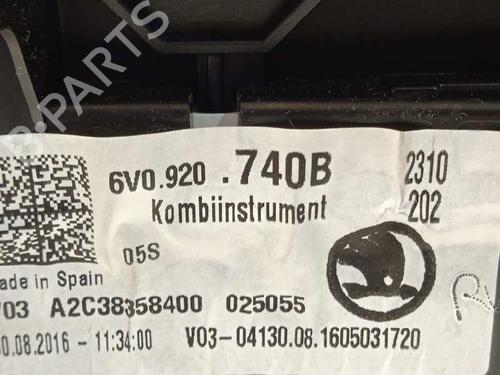 B-PARTS
6V0.920 .740B 2310
Kombiinstrument 202
05S
ade in Spain
V03 A2C38358400 025055
0.08.2016 - 11:34:00 V03-04130.08.1605031720